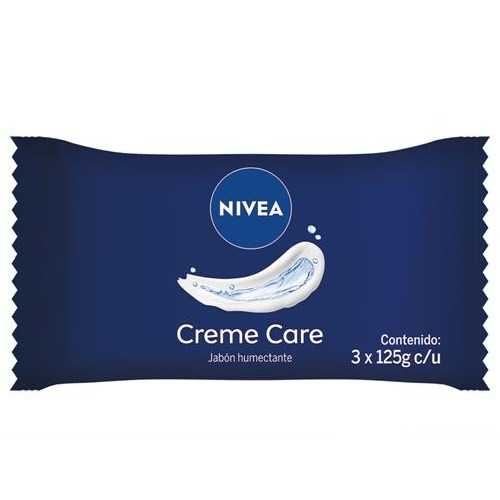 NIVEA
Creme Care
Jabón humectante
Contenido:
3 x 125g c/u